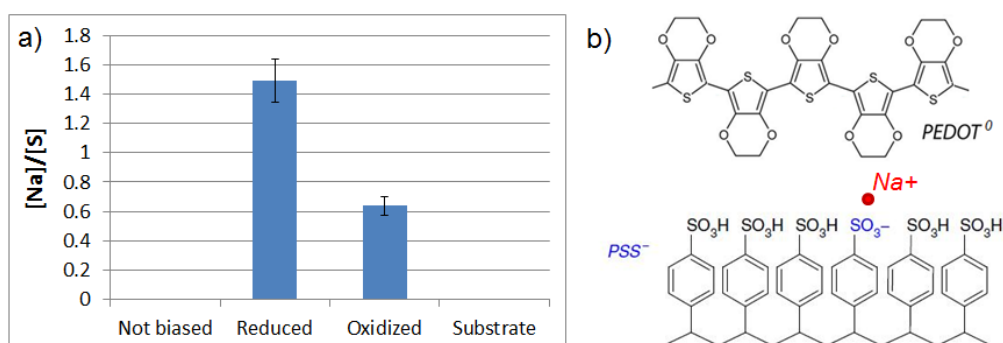 a)
[Na]/[S]
1.8
1.6
1.4
1.2
1
0.8
0.6
0.4
0.2
0
Not biased Reduced Oxidized Substrate
b)
O O O O O O
S S S S S
O O O O
PEDOT⁰
Na+
SO₃H SO₃H SO₃H SO₃– SO₃H SO₃H
PSS⁻